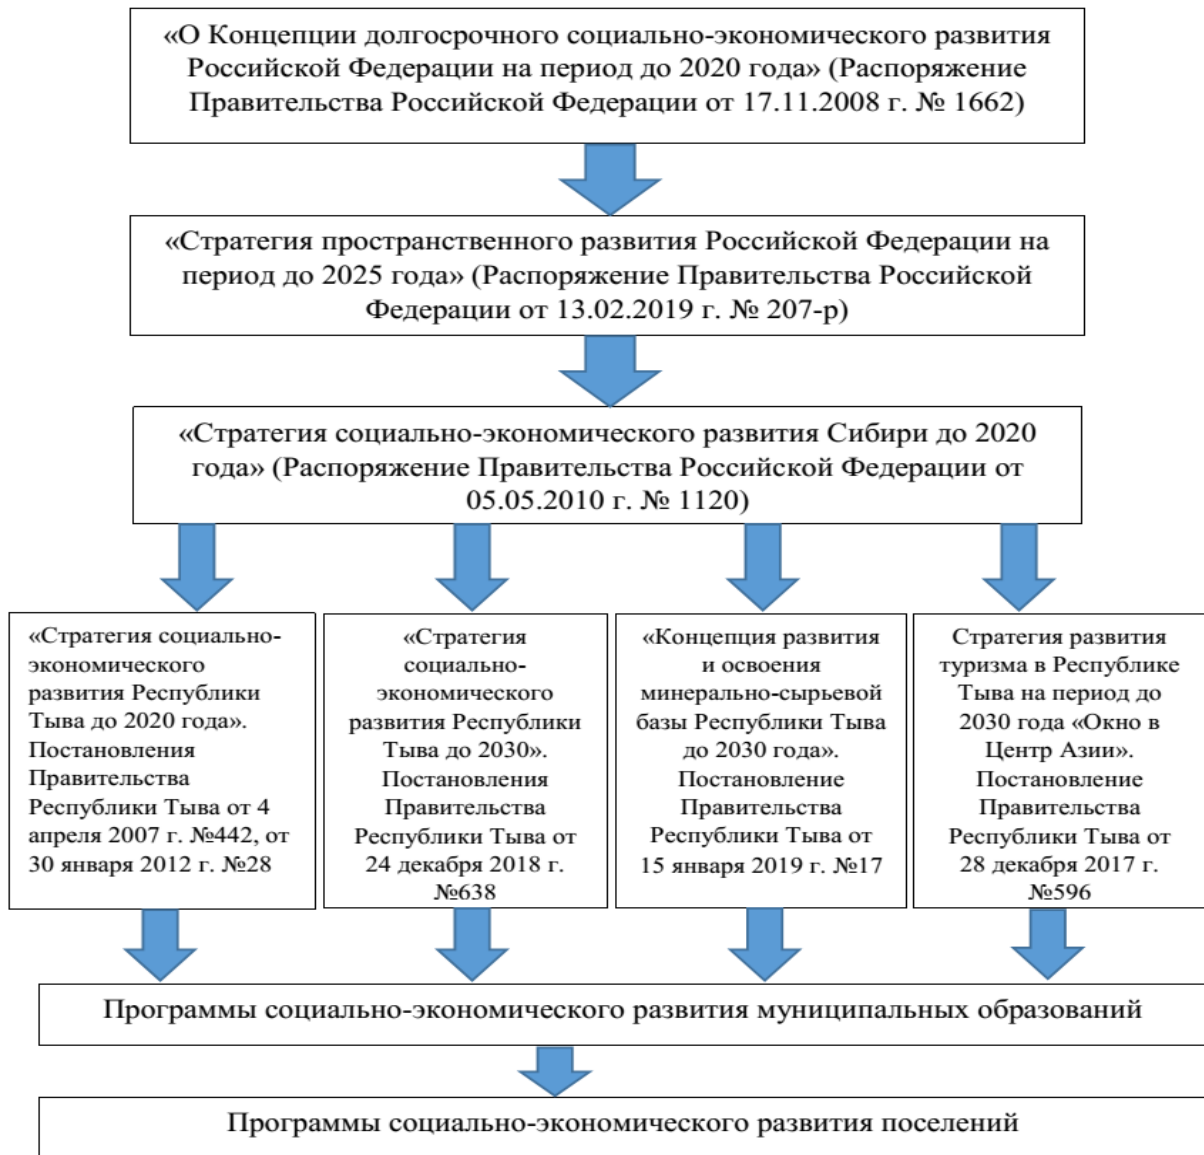 «О Концепции долгосрочного социально-экономического развития
Российской Федерации на период до 2020 года» (Распоряжение
Правительства Российской Федерации от 17.11.2008 г. № 1662)
«Стратегия пространственного развития Российской Федерации на
период до 2025 года» (Распоряжение Правительства Российской
Федерации от 13.02.2019 г. № 207-р)
«Стратегия социально-экономического развития Сибири до 2020
года» (Распоряжение Правительства Российской Федерации от
05.05.2010 г. № 1120)
«Стратегия социально-
экономического
развития Республики
Тыва до 2020 года».
Постановления
Правительства
Республики Тыва от 4
апреля 2007 г. №442, от
30 января 2012 г. №28
«Стратегия
социально-
экономического
развития Республики
Тыва до 2030».
Постановления
Правительства
Республики Тыва от
24 декабря 2018 г.
№638
«Концепция развития
и освоения
минерально-сырьевой
базы Республики Тыва
до 2030 года».
Постановление
Правительства
Республики Тыва от
15 января 2019 г. №17
Стратегия развития
туризма в Республике
Тыва на период до
2030 года «Окно в
Центр Азии».
Постановление
Правительства
Республики Тыва от
28 декабря 2017 г.
№596
Программы социально-экономического развития муниципальных образований
Программы социально-экономического развития поселений